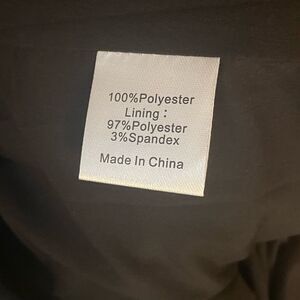 100%Polyester
Lining：
97%Polyester
3%Spandex
Made In China